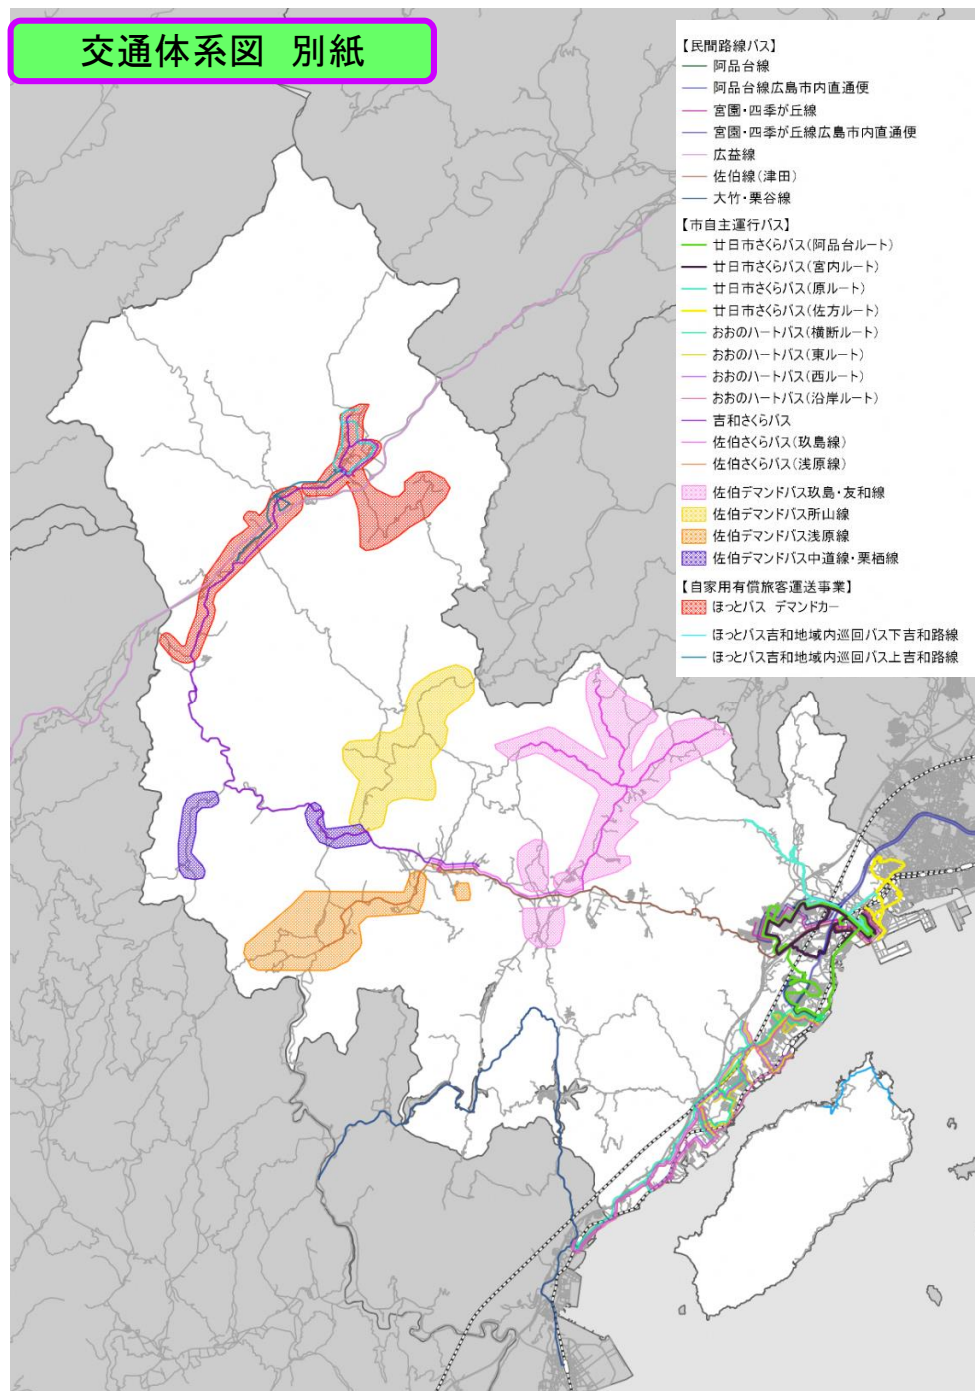 交通体系図　別紙
【民間路線バス】
阿品台線
阿品台線広島市内直通便
宮園・四季が丘線
宮園・四季が丘線広島市内直通便
広益線
佐伯線(津田)
大竹・栗谷線
【市自主運行バス】
廿日市さくらバス(阿品台ルート)
廿日市さくらバス(宮内ルート)
廿日市さくらバス(原ルート)
廿日市さくらバス(佐方ルート)
おおのハートバス(横断ルート)
おおのハートバス(東ルート)
おおのハートバス(西ルート)
おおのハートバス(沿岸ルート)
吉和さくらバス
佐伯さくらバス(玖島線)
佐伯さくらバス(浅原線)
佐伯デマンドバス玖島・友和線
佐伯デマンドバス所山線
佐伯デマンドバス浅原線
佐伯デマンドバス中道線・栗栖線
【自家用有償旅客運送事業】
ほっとバス デマンドカー
ほっとバス吉和地域内巡回バス下吉和路線
ほっとバス吉和地域内巡回バス上吉和路線